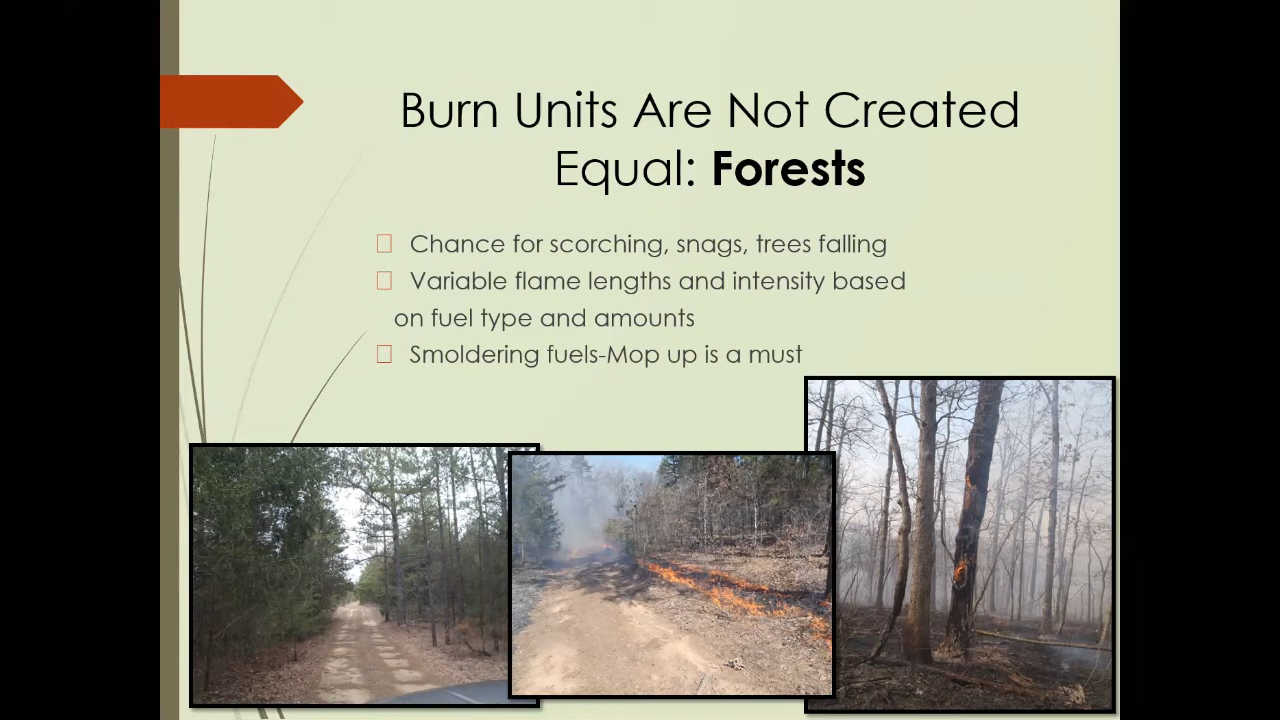 Burn Units Are Not Created
Equal: Forests
Chance for scorching, snags, trees falling
Variable flame lengths and intensity based
on fuel type and amounts
Smoldering fuels-Mop up is a must